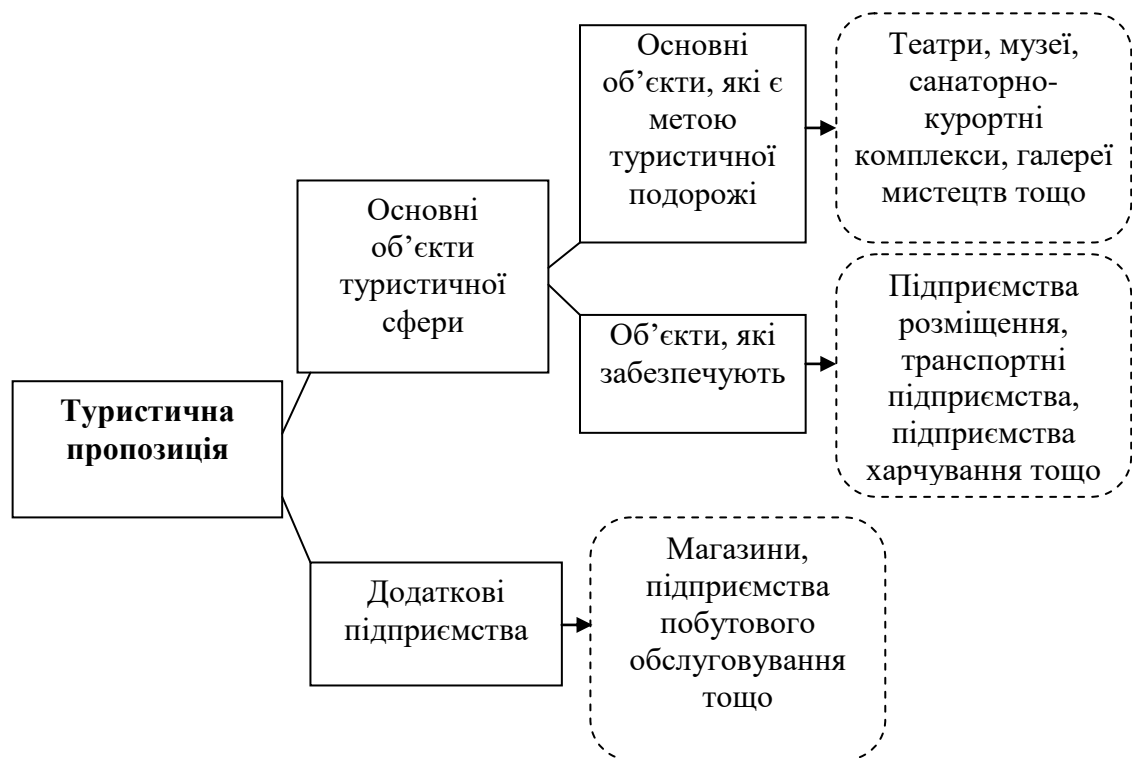 Основні
об’єкти, які є
метою
туристичної
подорожі
Театри, музеї,
санаторно-
курортні
комплекси, галереї
мистецтв тощо
Основні
об’єкти
туристичної
сфери
Об’єкти, які
забезпечують
Підприємства
розміщення,
транспортні
підприємства,
підприємства
харчування тощо
Туристична
пропозиція
Додаткові
підприємства
Магазини,
підприємства
побутового
обслуговування
тощо